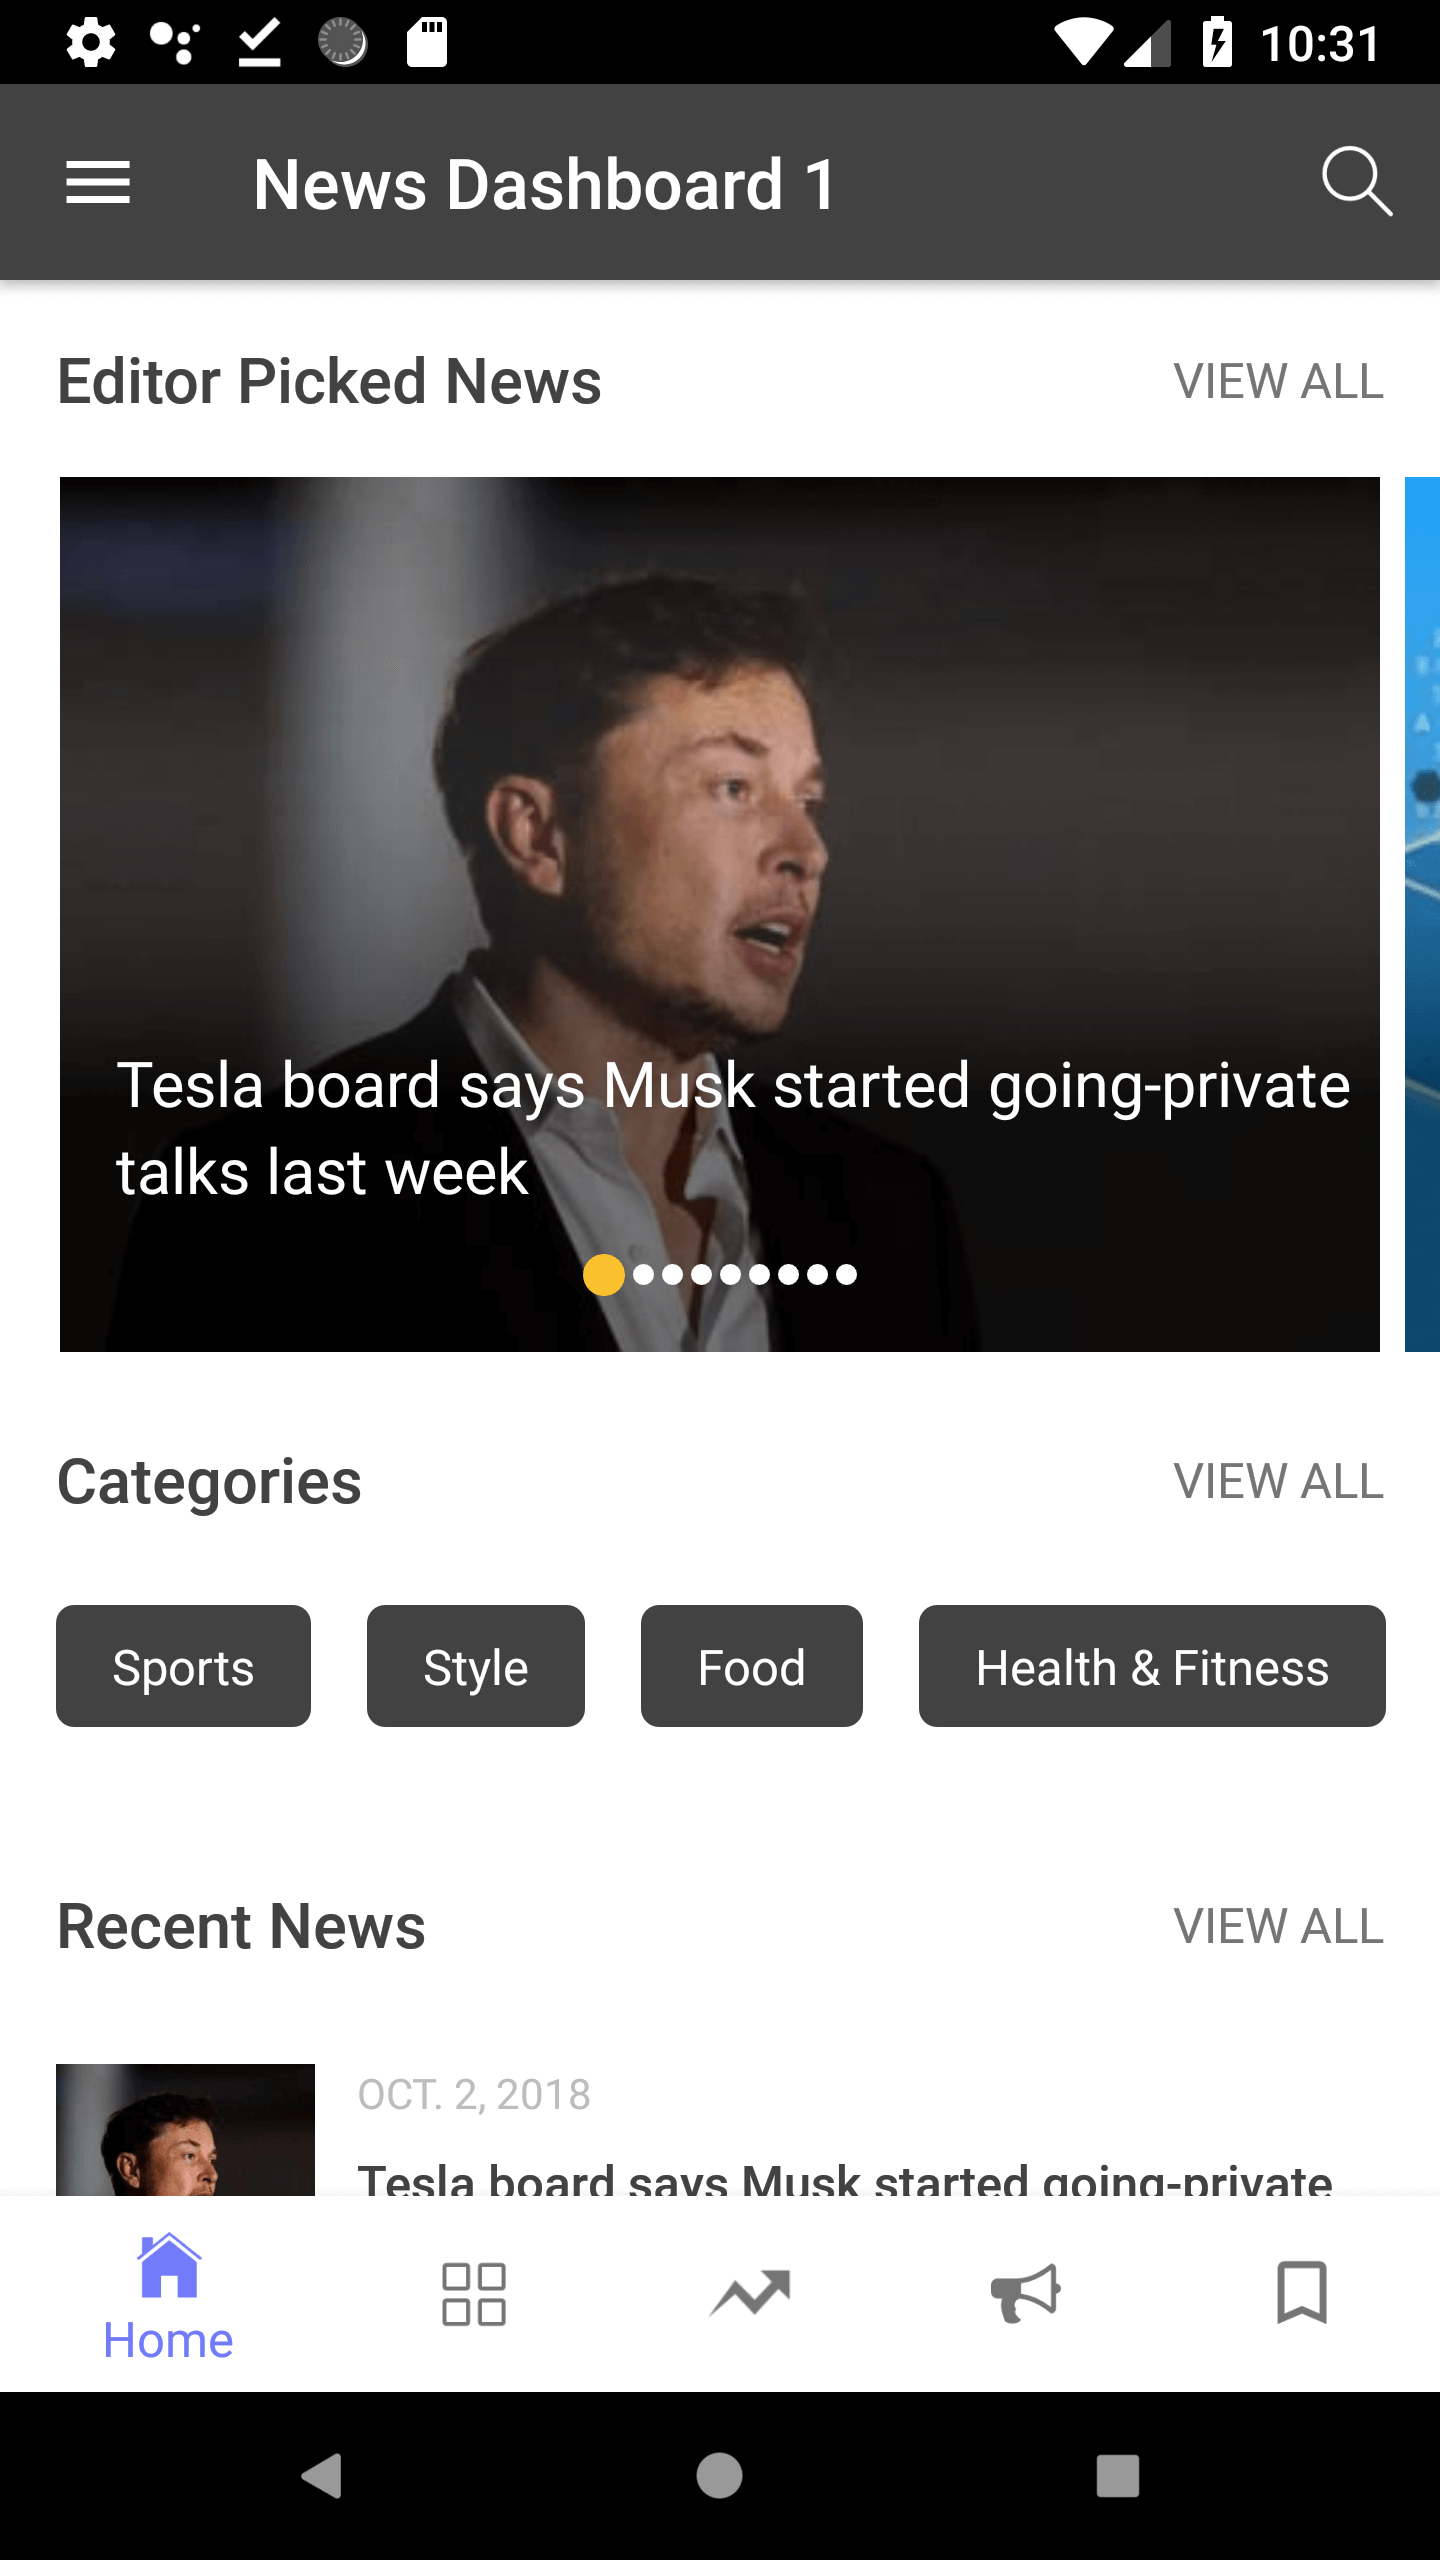 10:31
News Dashboard 1
Editor Picked News
VIEW ALL
Tesla board says Musk started going-private
talks last week
Categories
VIEW ALL
Sports
Style
Food
Health & Fitness
Recent News
VIEW ALL
OCT. 2, 2018
Tesla board says Musk started going-private
Home